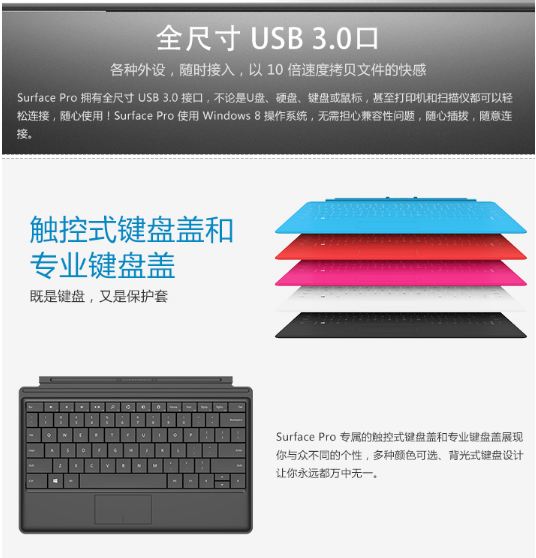 全尺寸 USB 3.0口
各种外设，随时接入，以 10 倍速度拷贝文件的快感
Surface Pro 拥有全尺寸 USB 3.0 接口，不论是U盘、硬盘、键盘或鼠标，甚至打印机和扫描仪都可以轻
松连接，随心使用！Surface Pro 使用 Windows 8 操作系统，无需担心兼容性问题，随心插拔，随意连
接。
触控式键盘盖和
专业键盘盖
既是键盘，又是保护套
Surface Pro 专属的触控式键盘盖和专业键盘盖展现
你与众不同的个性，多种颜色可选、背光式键盘设计
让你永远都万中无一。